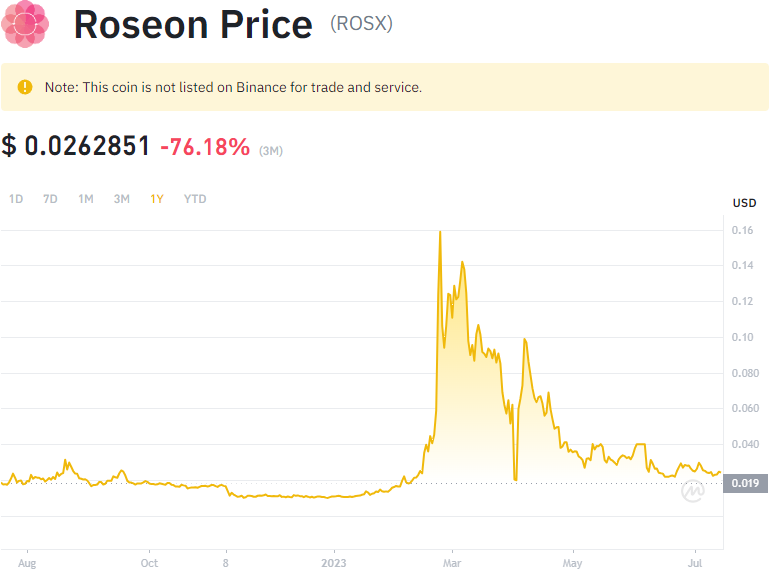 Roseon Price (ROSX)
Note: This coin is not listed on Binance for trade and service.
$ 0.0262851 -76.18% (3M)
1D 7D 1M 3M 1Y YTD
USD
0.16
0.14
0.12
0.10
0.080
0.060
0.040
0.019
Aug Oct 8 2023 Mar May Jul